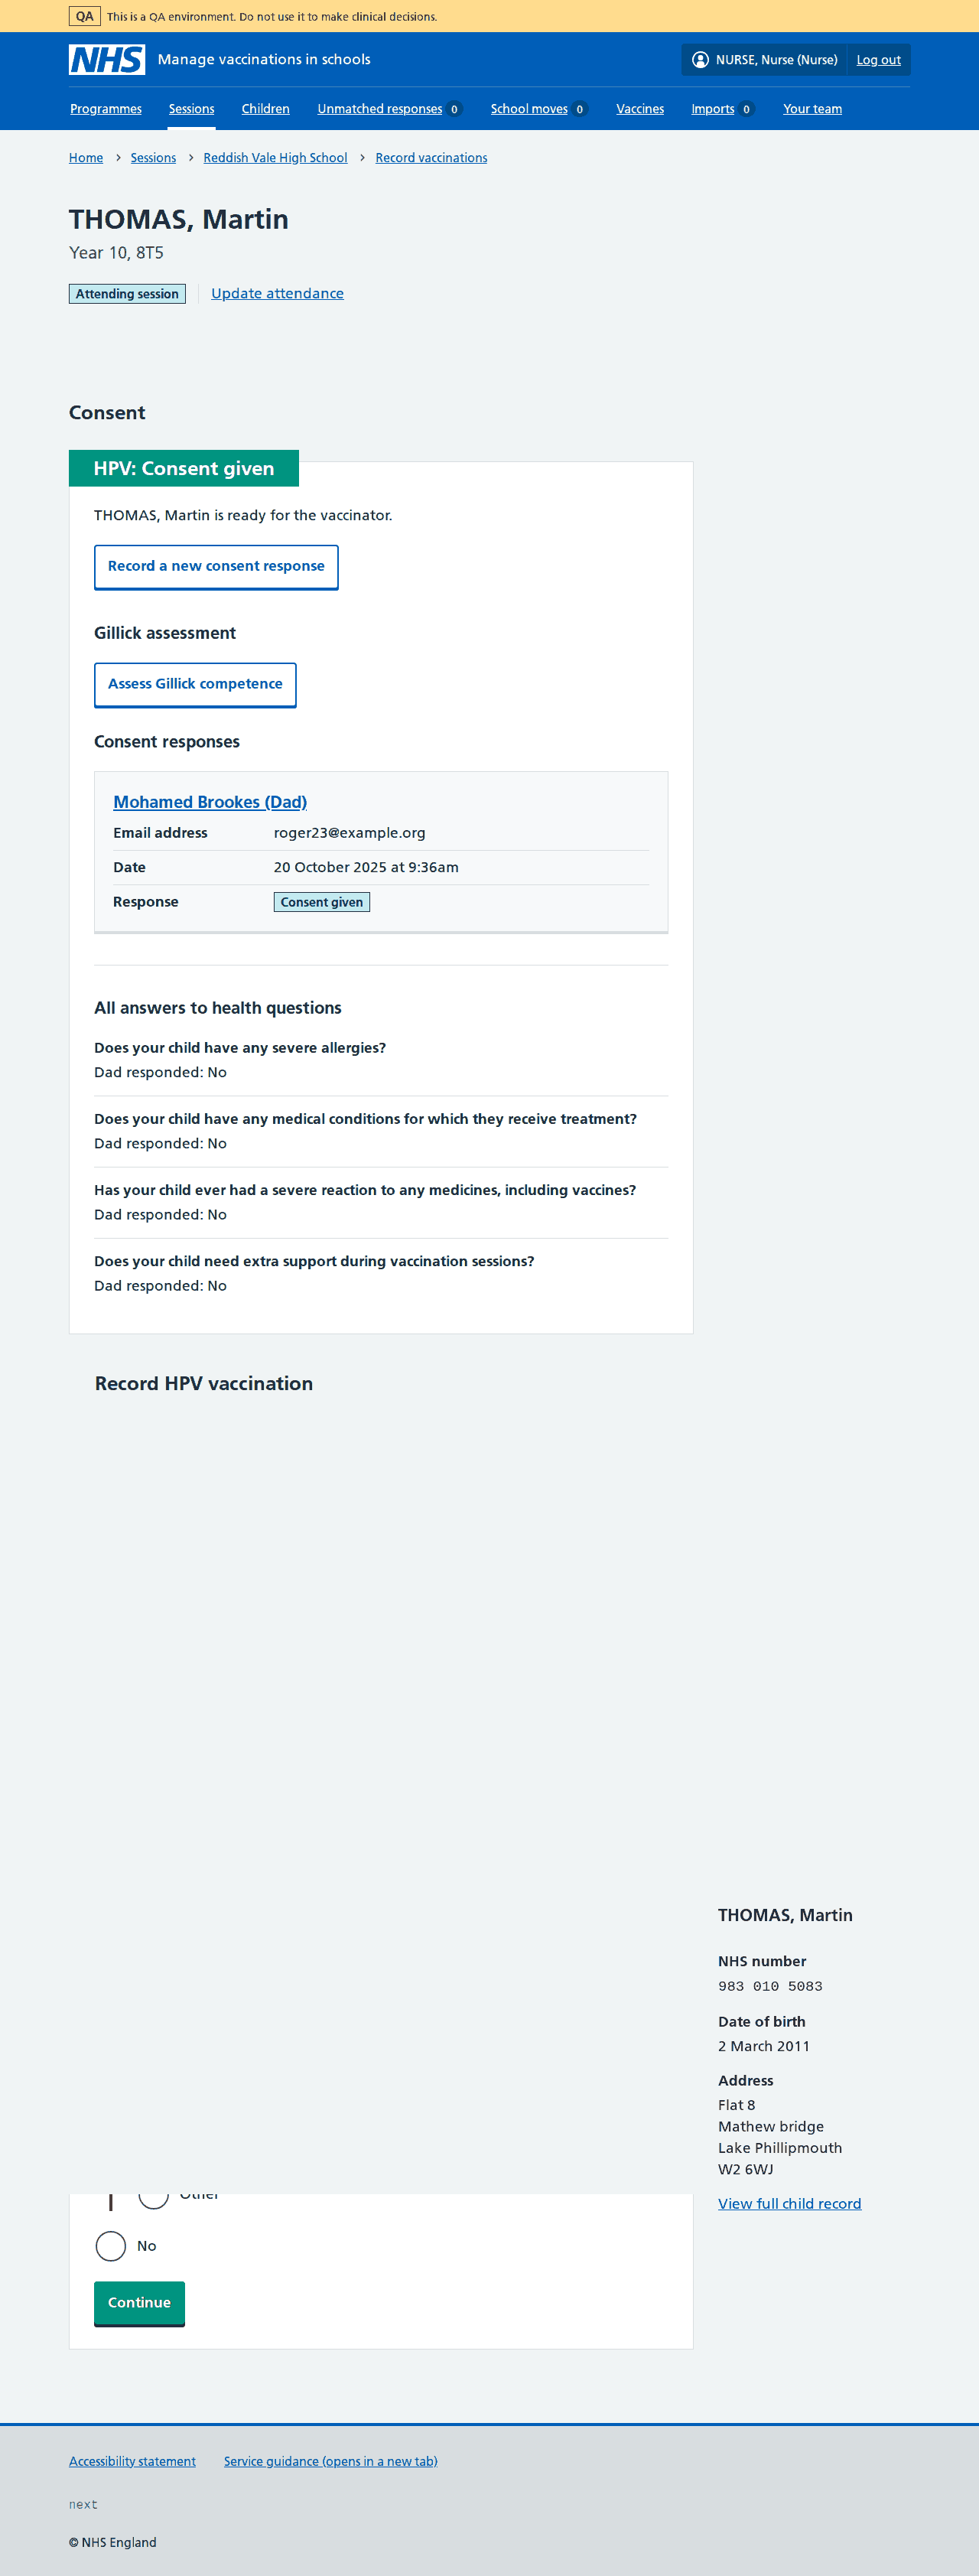 QA This is a QA environment. Do not use it to make clinical decisions.
NHS Manage vaccinations in schools NURSE, Nurse (Nurse) Log out
Programmes Sessions Children Unmatched responses 0 School moves 0 Vaccines Imports 0 Your team
Home Sessions Reddish Vale High School Record vaccinations
THOMAS, Martin
Year 10, 8T5
Attending session Update attendance
Consent
HPV: Consent given
THOMAS, Martin is ready for the vaccinator.
Record a new consent response
Gillick assessment
Assess Gillick competence
Consent responses
Mohamed Brookes (Dad)
Email address roger23@example.org
Date 20 October 2025 at 9:36am
Response Consent given
All answers to health questions
Does your child have any severe allergies?
Dad responded: No
Does your child have any medical conditions for which they receive treatment?
Dad responded: No
Has your child ever had a severe reaction to any medicines, including vaccines?
Dad responded: No
Does your child need extra support during vaccination sessions?
Dad responded: No
Record HPV vaccination
THOMAS, Martin
NHS number
983 010 5083
Date of birth
2 March 2011
Address
Flat 8
Mathew bridge
Lake Phillipmouth
W2 6WJ
View full child record
Other
No
Continue
Accessibility statement Service guidance (opens in a new tab)
next
© NHS England